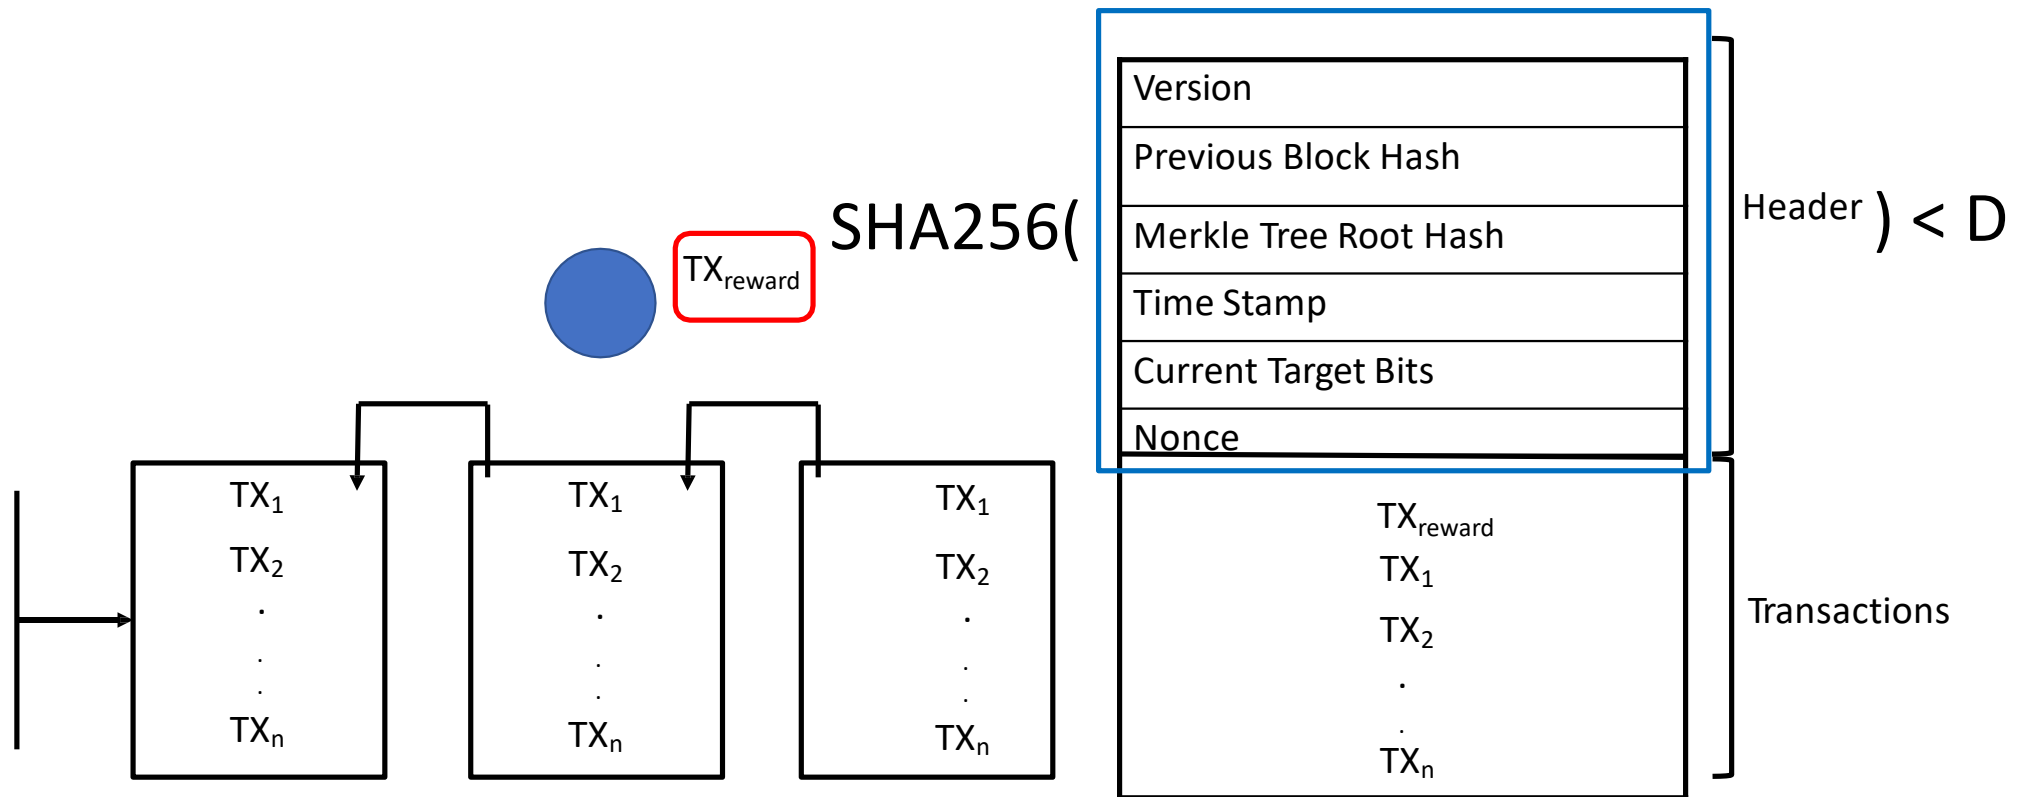 Version
Previous Block Hash
SHA256(
Merkle Tree Root Hash
Header ) < D
TXreward
Time Stamp
Current Target Bits
Nonce
TX1
TX2
.
.
.
TXn
TX1
TX2
.
.
.
TXn
TX1
TX2
.
.
.
TXn
TXreward
TX1
TX2
.
.
TXn
Transactions